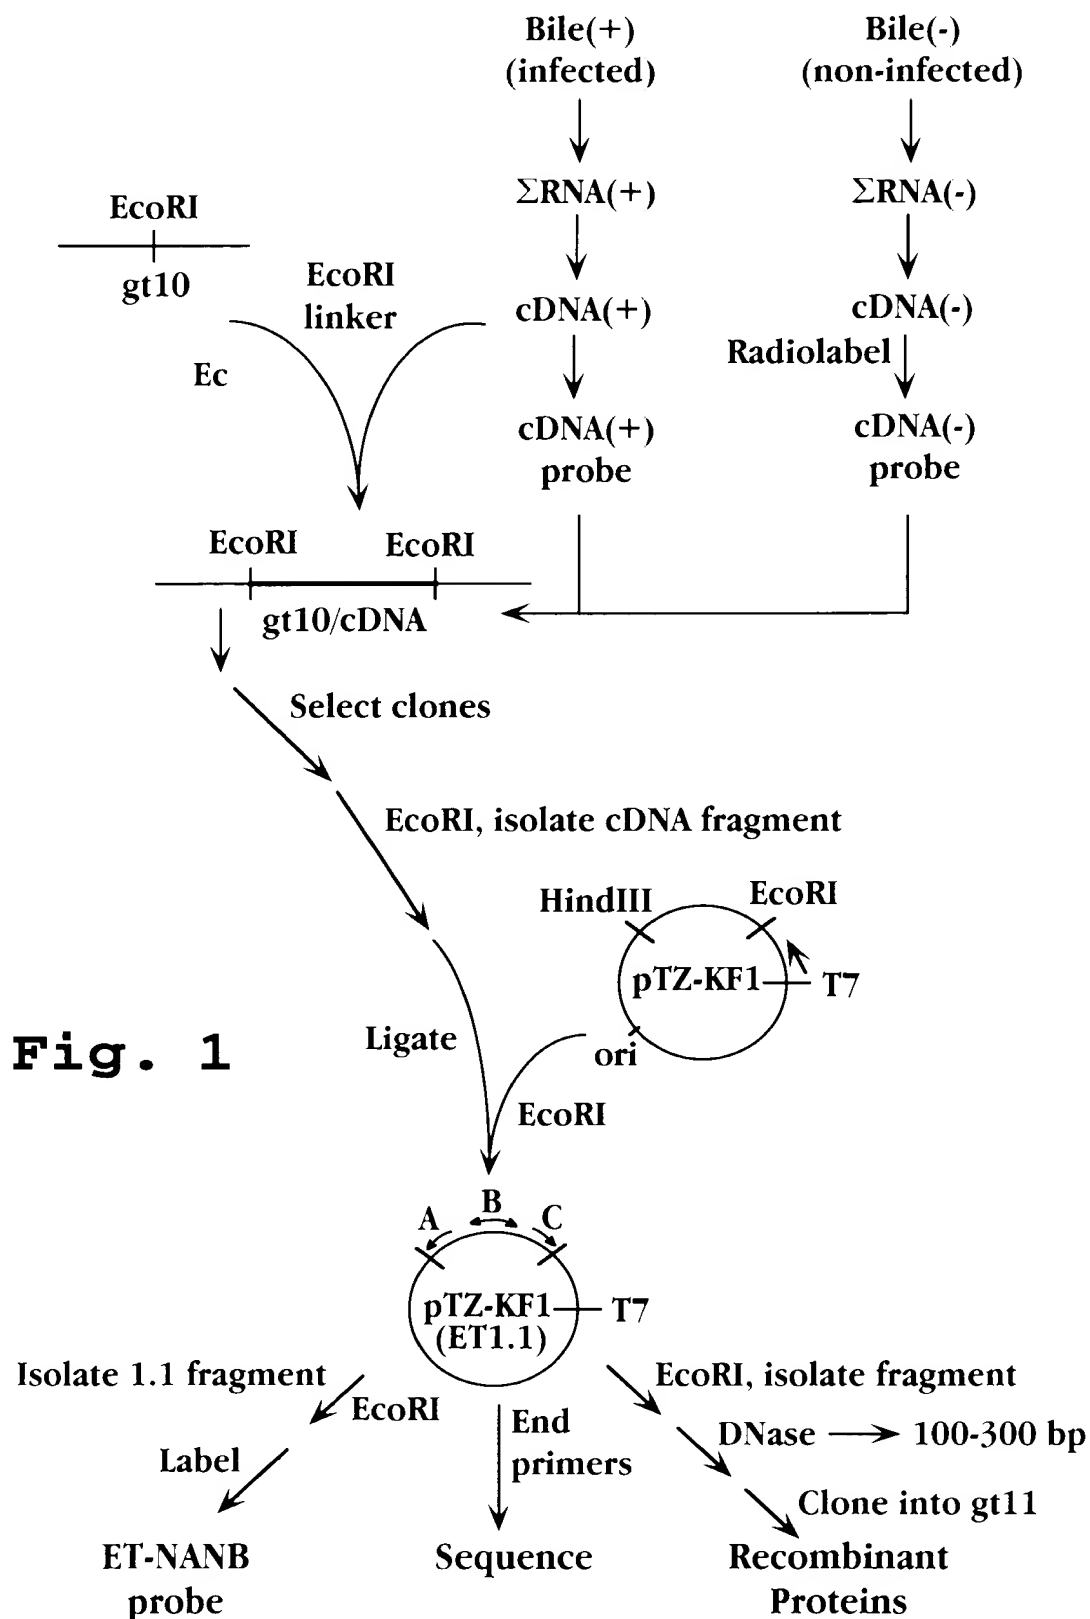 Bile(+)
(infected)
Bile(-)
(non-infected)
ΣRNA(+)
ΣRNA(-)
EcoRI
gt10
EcoRI
linker
cDNA(+)
cDNA(-)
Radiolabel
Ec
cDNA(+)
probe
cDNA(-)
probe
EcoRI
EcoRI
gt10/cDNA
Select clones
EcoRI, isolate cDNA fragment
HindIII
EcoRI
pTZ-KF1
T7
ori
Ligate
Fig. 1
EcoRI
A
B
C
pTZ-KF1
(ET1.1)
T7
Isolate 1.1 fragment
EcoRI
Label
ET-NANB
probe
End
primers
Sequence
EcoRI, isolate fragment
DNase
100-300 bp
Clone into gt11
Recombinant
Proteins